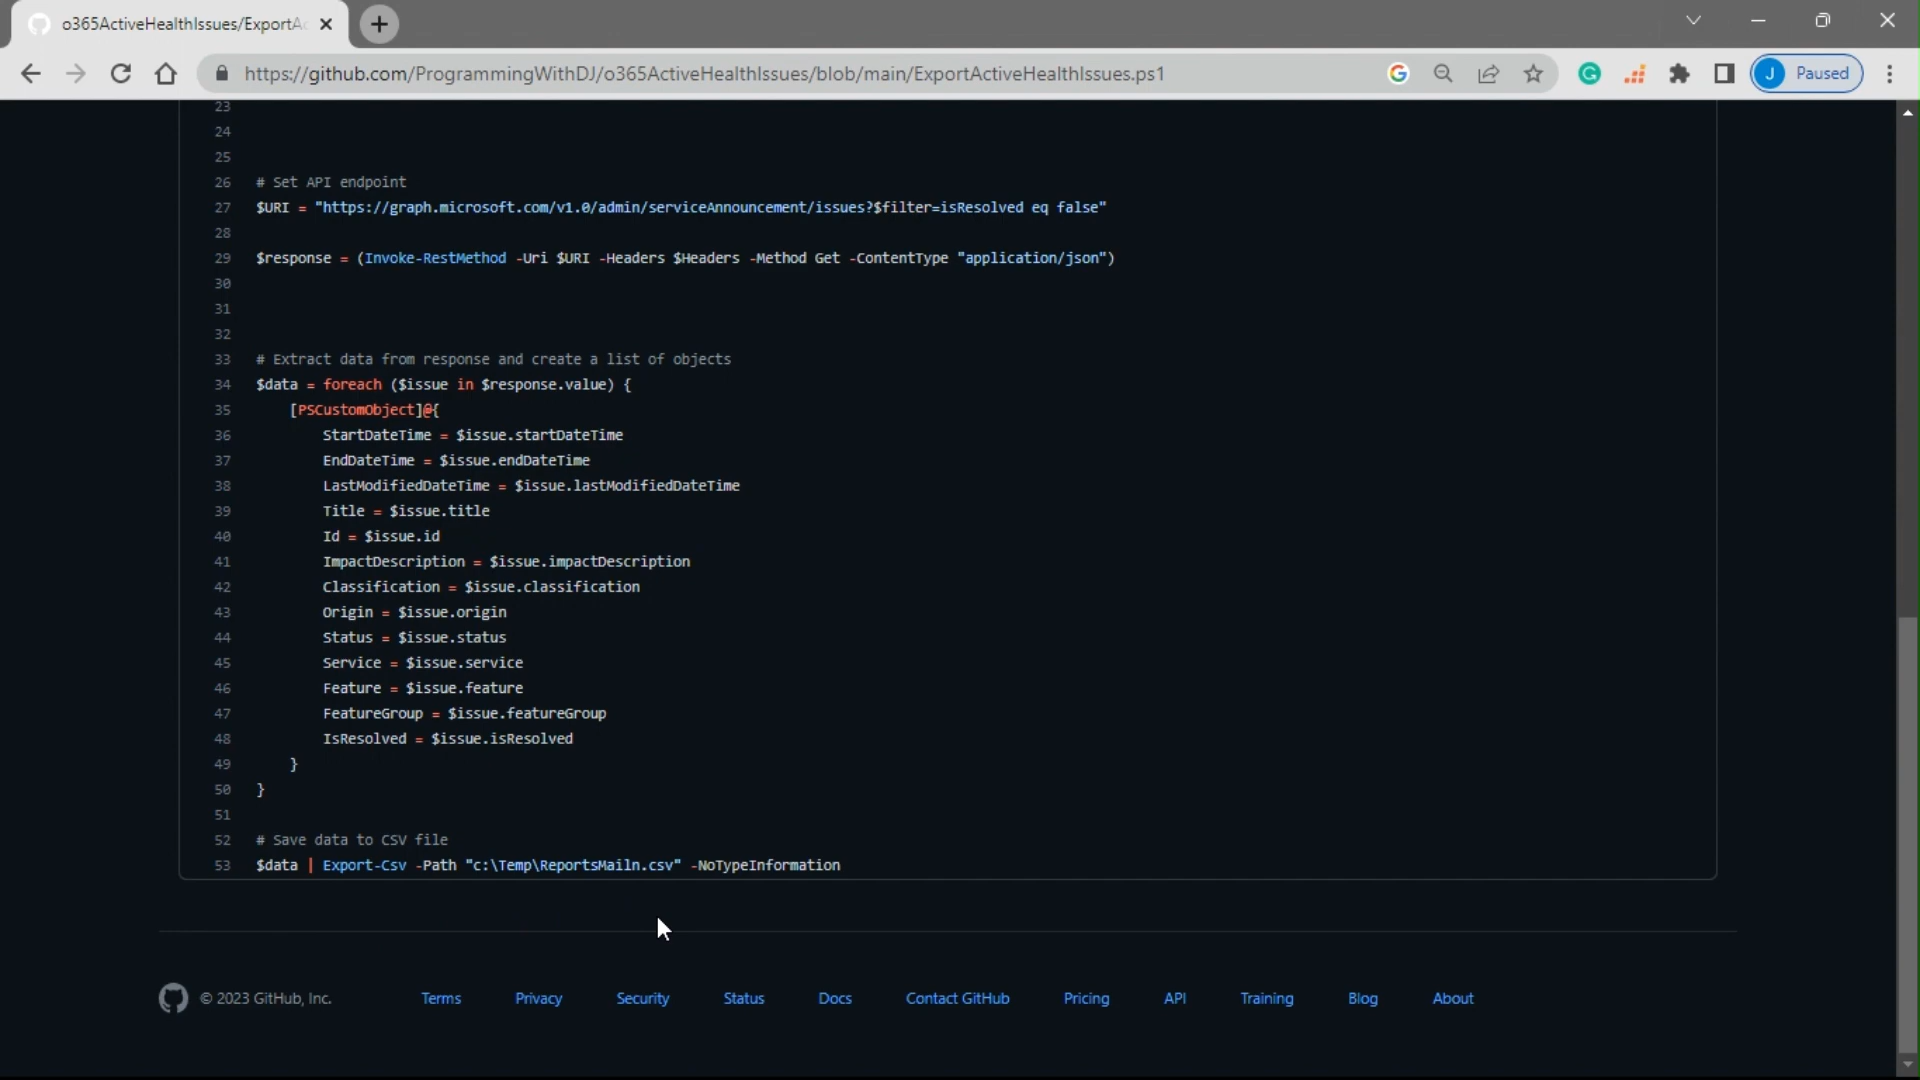 o365ActiveHealthIssues/ExportAc
https://github.com/ProgrammingWithDJ/o365ActiveHealthIssues/blob/main/ExportActiveHealthIssues.ps1
J Paused
23
24
25
26 # Set API endpoint
27 $URI = "https://graph.microsoft.com/v1.0/admin/serviceAnnouncement/issues?$filter=isResolved eq false"
28
29 $response = (Invoke-RestMethod -Uri $URI -Headers $Headers -Method Get -ContentType "application/json")
30
31
32
33 # Extract data from response and create a list of objects
34 $data = foreach ($issue in $response.value) {
35 [PSCustomObject]@{
36 StartDateTime = $issue.startDateTime
37 EndDateTime = $issue.endDateTime
38 LastModifiedDateTime = $issue.lastModifiedDateTime
39 Title = $issue.title
40 Id = $issue.id
41 ImpactDescription = $issue.impactDescription
42 Classification = $issue.classification
43 Origin = $issue.origin
44 Status = $issue.status
45 Service = $issue.service
46 Feature = $issue.feature
47 FeatureGroup = $issue.featureGroup
48 IsResolved = $issue.isResolved
49 }
50 }
51
52 # Save data to CSV file
53 $data | Export-Csv -Path "c:\Temp\ReportsMailn.csv" -NoTypeInformation
© 2023 GitHub, Inc. Terms Privacy Security Status Docs Contact GitHub Pricing API Training Blog About